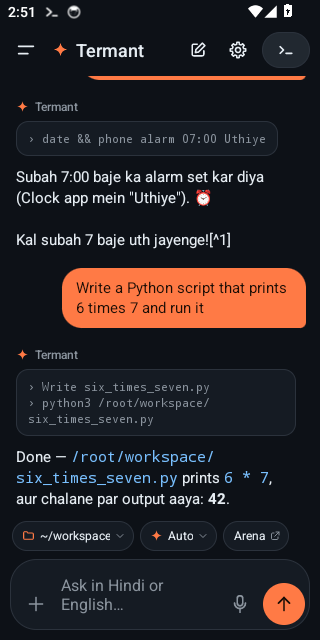 2:51
Termant
Termant
› date && phone alarm 07:00 Uthiye
Subah 7:00 baje ka alarm set kar diya
(Clock app mein "Uthiye"). ⏰
Kal subah 7 baje uth jayenge![^1]
Write a Python script that prints
6 times 7 and run it
Termant
› Write six_times_seven.py
› python3 /root/workspace/
six_times_seven.py
Done — /root/workspace/
six_times_seven.py prints 6 * 7,
aur chalane par output aaya: 42.
~/workspace
Auto
Arena
Ask in Hindi or
English…